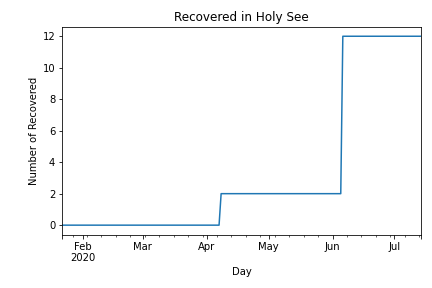 Recovered in Holy See
Number of Recovered
12
10
8
6
4
2
0
Feb
2020
Mar
Apr
May
Jun
Jul
Day